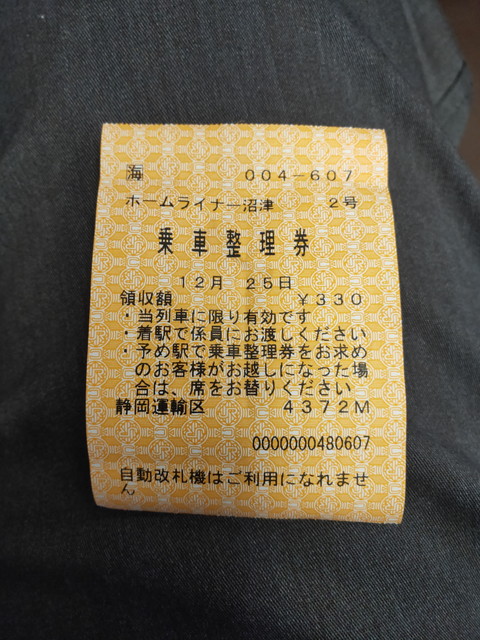 海 004-607
ホームライナー沼津 2号
乗車整理券
12月 25日
領収額 ¥330
・当列車に限り有効です
・着駅で係員にお渡しください
・予め駅で乗車整理券をお求め
のお客様がお越しになった場
合は、席をお替りください
静岡運輸区 4372M
0000000480607
自動改札機はご利用になれませ
ん